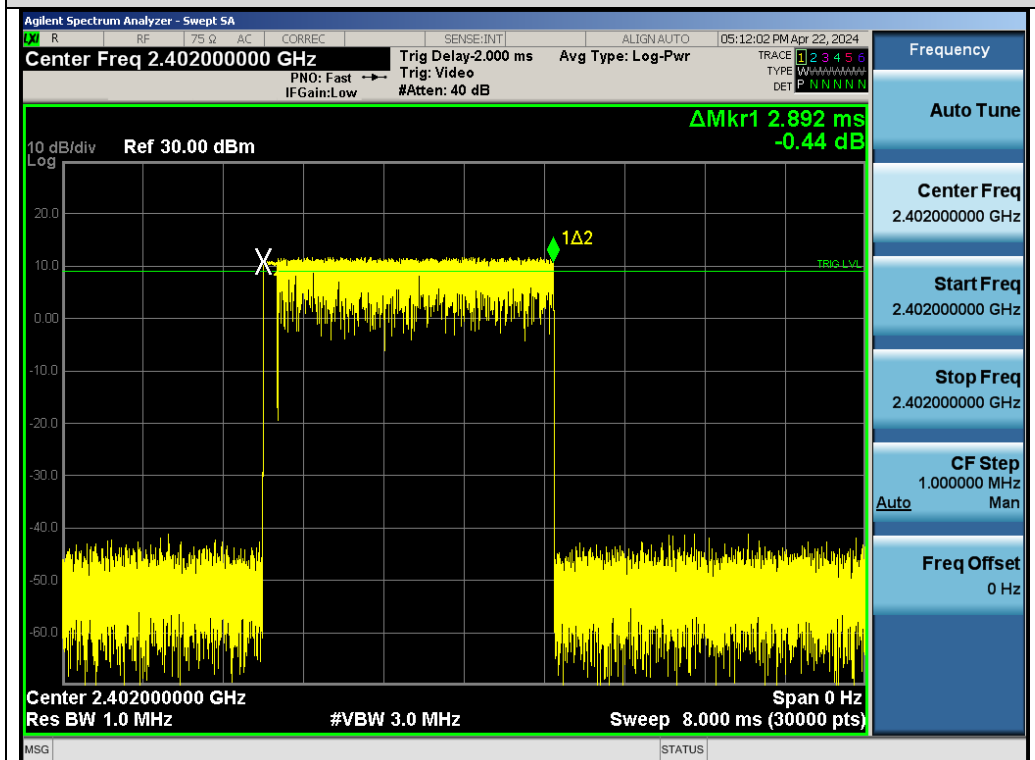 Agilent Spectrum Analyzer - Swept SA
LXI R RF 75 Ω AC CORREC SENSE:INT ALIGN AUTO 05:12:02 PM Apr 22, 2024
Center Freq 2.402000000 GHz
PNO: Fast
IFGain:Low
Trig Delay-2.000 ms
Trig: Video
#Atten: 40 dB
Avg Type: Log-Pwr
TRACE 1 2 3 4 5 6
TYPE WWWWWW
DET P N N N N N
ΔMkr1 2.892 ms
-0.44 dB
10 dB/div Ref 30.00 dBm
Log
20.0
10.0
0.00
-10.0
-20.0
-30.0
-40.0
-50.0
-60.0
1Δ2
TRIG LVL
Center 2.402000000 GHz Span 0 Hz
Res BW 1.0 MHz #VBW 3.0 MHz Sweep 8.000 ms (30000 pts)
MSG STATUS
Frequency
Auto Tune
Center Freq
2.402000000 GHz
Start Freq
2.402000000 GHz
Stop Freq
2.402000000 GHz
CF Step
1.000000 MHz
Auto Man
Freq Offset
0 Hz